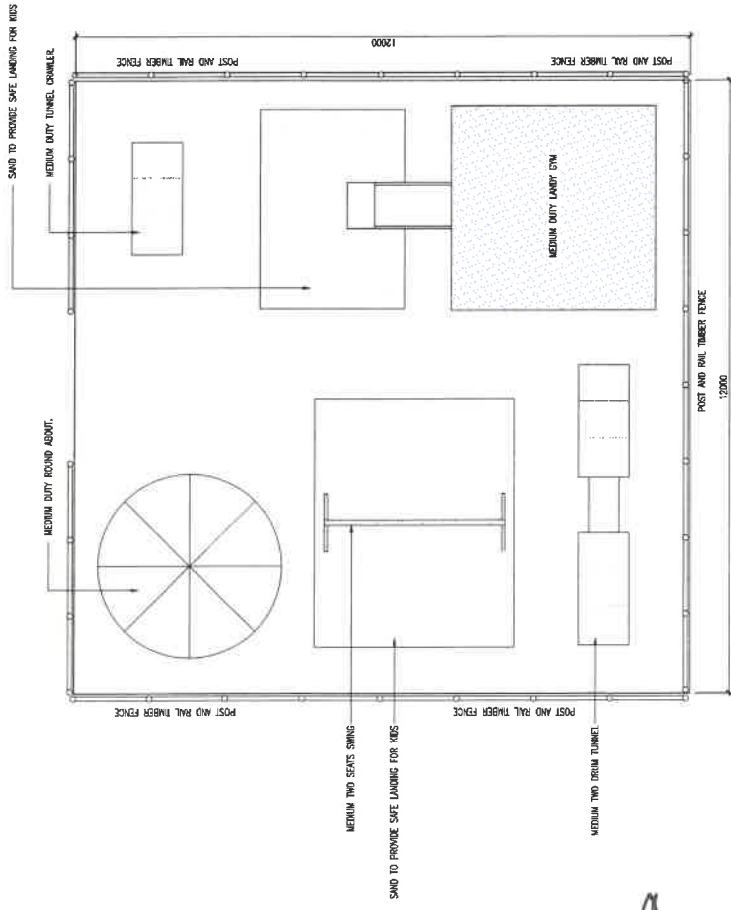 SAND TO PROVIDE SAFE LANDING FOR KIDS
MEDIUM DUTY TUNNEL CRAWLER.
MEDIUM DUTY ROUND ABOUT.
12000
POST AND RAIL TIMBER FENCE
POST AND RAIL TIMBER FENCE
POST AND RAIL TIMBER FENCE
POST AND RAIL TIMBER FENCE
MEDIUM DUTY LANDY GYM
MEDIUM TWO SEATS SWING
SAND TO PROVIDE SAFE LANDING FOR KIDS
MEDIUM TWO DRUM TUNNEL
POST AND RAIL TIMBER FENCE
12000